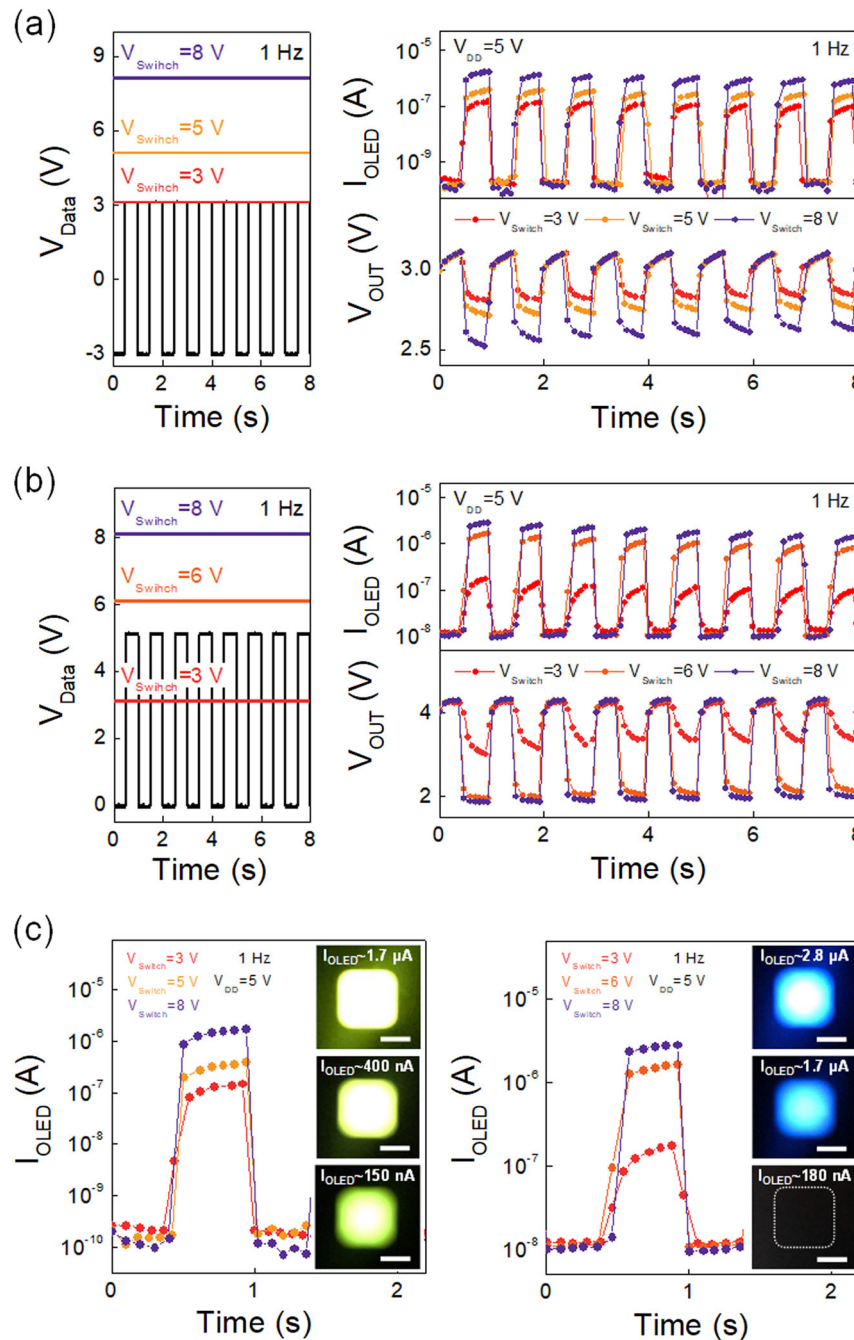 (a)
V_Swihch=8 V 1 Hz
V_Swihch=5 V
V_Swihch=3 V
V_Data (V)
9
6
3
0
-3
0 2 4 6 8
Time (s)
V_DD=5 V 1 Hz
I_OLED (A)
10^-5
10^-7
10^-9
V_Switch=3 V V_Switch=5 V V_Switch=8 V
V_OUT (V)
3.0
2.5
0 2 4 6 8
Time (s)
(b)
V_Swihch=8 V 1 Hz
V_Swihch=6 V
V_Swihch=3 V
V_Data (V)
8
6
4
2
0
0 2 4 6 8
Time (s)
V_DD=5 V 1 Hz
I_OLED (A)
10^-5
10^-6
10^-7
10^-8
V_Switch=3 V V_Switch=6 V V_Switch=8 V
V_OUT (V)
4
2
0 2 4 6 8
Time (s)
(c)
V_Switch=3 V 1 Hz
V_Switch=5 V V_DD=5 V
V_Switch=8 V
I_OLED (A)
10^-5
10^-6
10^-7
10^-8
10^-9
10^-10
I_OLED~1.7 µA
I_OLED~400 nA
I_OLED~150 nA
0 1 2
Time (s)
V_Switch=3 V 1 Hz
V_Switch=6 V V_DD=5 V
V_Switch=8 V
I_OLED (A)
10^-5
10^-6
10^-7
10^-8
I_OLED~2.8 µA
I_OLED~1.7 µA
I_OLED~180 nA
0 1 2
Time (s)